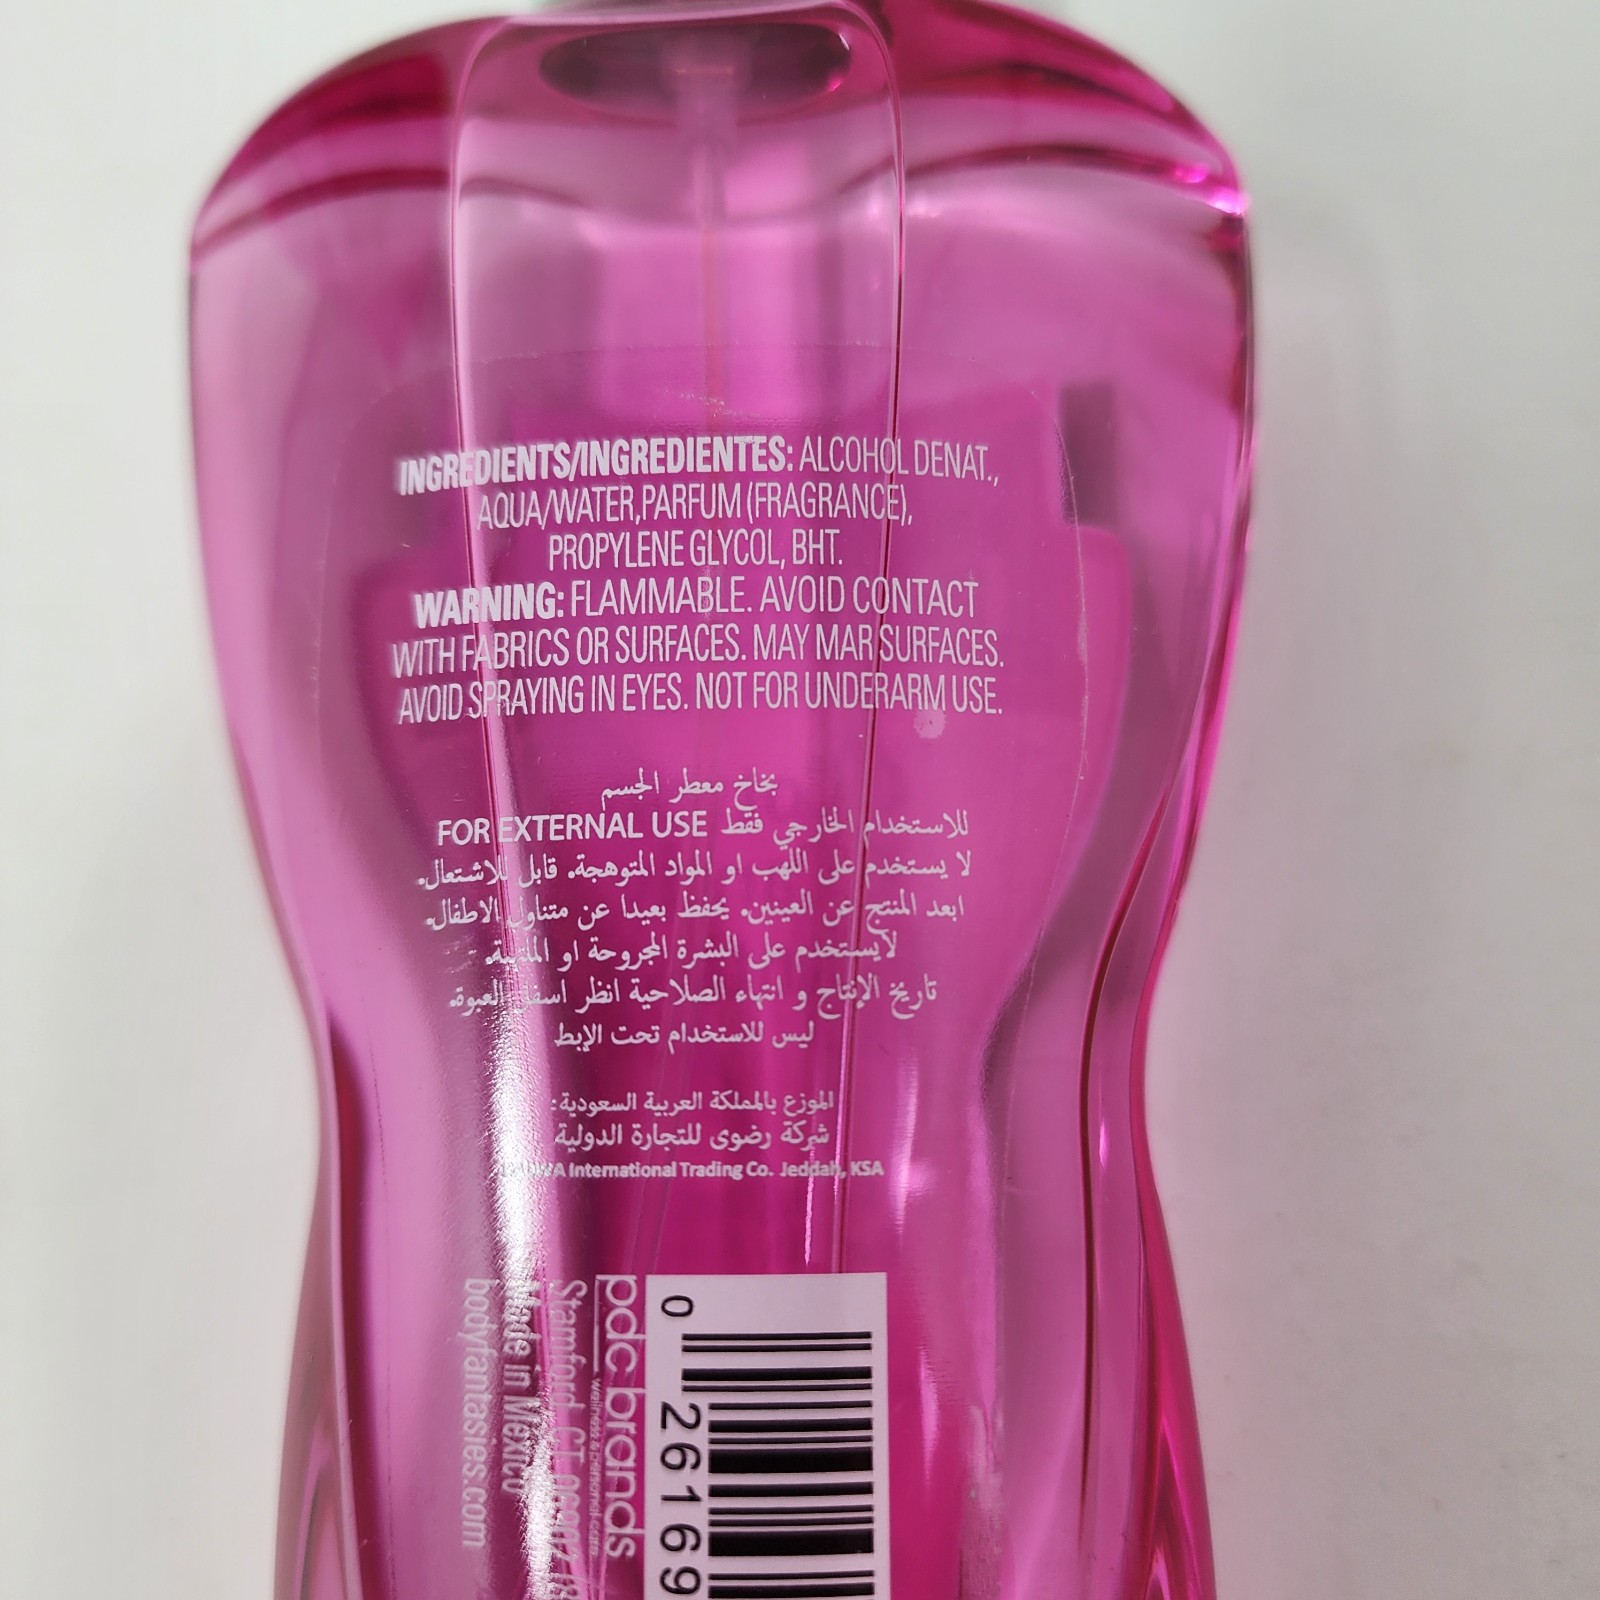 INGREDIENTS/INGREDIENTES: ALCOHOL DENAT.,
AQUA/WATER,PARFUM (FRAGRANCE),
PROPYLENE GLYCOL, BHT.
WARNING: FLAMMABLE. AVOID CONTACT
WITH FABRICS OR SURFACES. MAY MAR SURFACES.
AVOID SPRAYING IN EYES. NOT FOR UNDERARM USE.
بخاخ معطر الجسم
للاستخدام الخارجي فقط FOR EXTERNAL USE
لا يستخدم على اللهب او المواد المتوهجة. قابل للاشتعال.
ابعد المنتج عن العينين. يحفظ بعيدا عن متناول الاطفال.
لايستخدم على البشرة المجروحة او الملتهبة.
تاريخ الإنتاج و انتهاء الصلاحية انظر اسفل العبوة.
ليس للاستخدام تحت الإبط
الموزع بالمملكة العربية السعودية:
شركة رضوى للتجارة الدولية
International Trading Co. Jeddah, KSA
pdc brands
wellness & personal care
Stamford, CT
Made in Mexico
bodyfantasies.com
0 26169